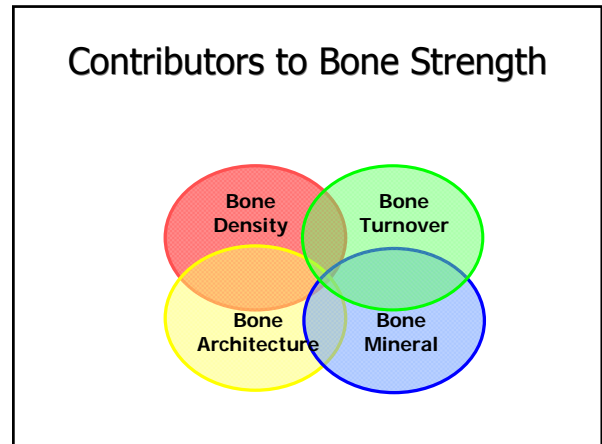 Contributors to Bone Strength
Bone
Density
Bone
Turnover
Bone
Architecture
Bone
Mineral